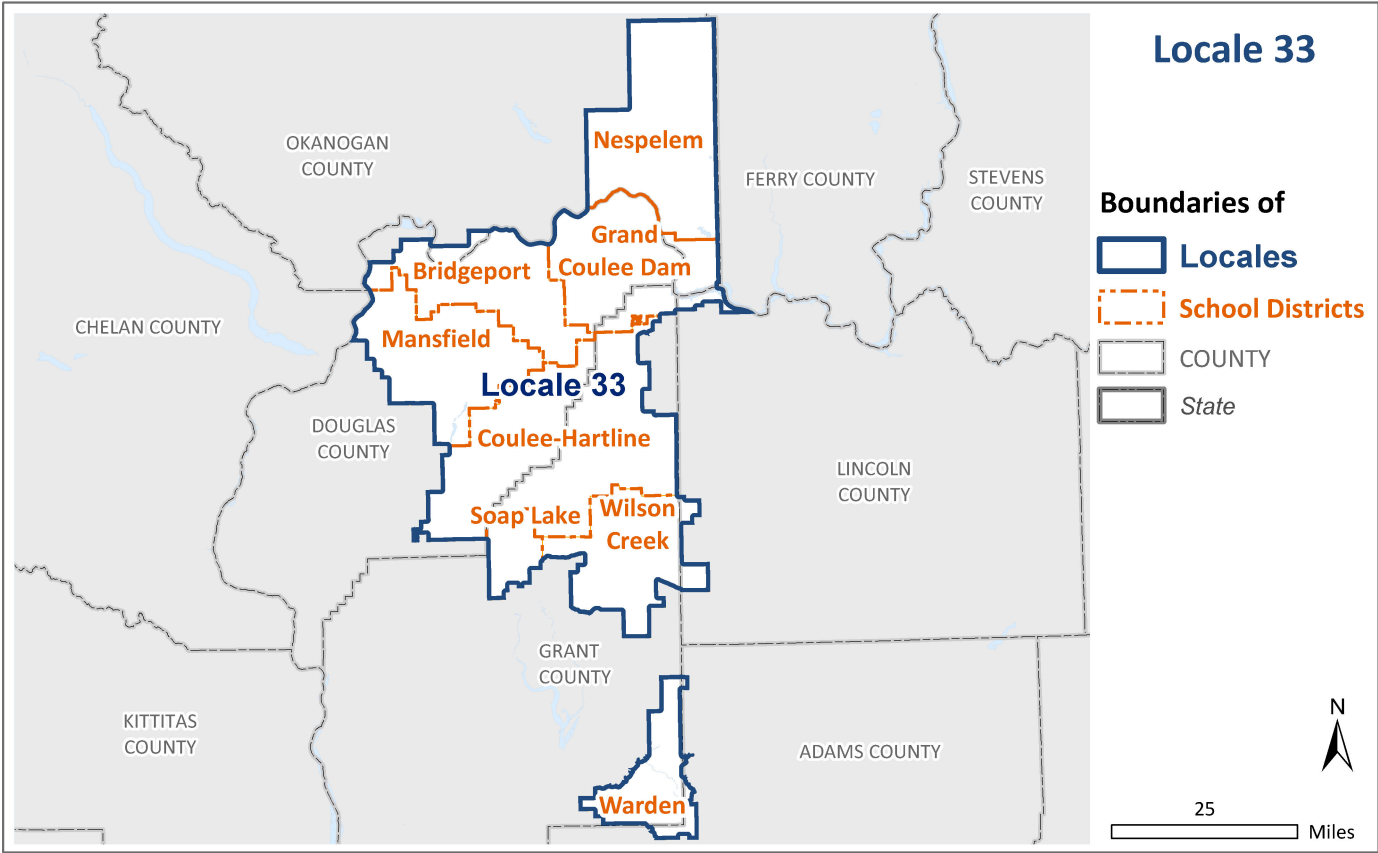 Locale 33
OKANOGAN
COUNTY
Nespelem
FERRY COUNTY
STEVENS
COUNTY
Grand
Coulee Dam
Bridgeport
CHELAN COUNTY
Mansfield
Locale 33
DOUGLAS
COUNTY
Coulee-Hartline
LINCOLN
COUNTY
Soap Lake
Wilson
Creek
GRANT
COUNTY
KITTITAS
COUNTY
ADAMS COUNTY
Warden
Boundaries of
Locales
School Districts
COUNTY
State
N
25
Miles